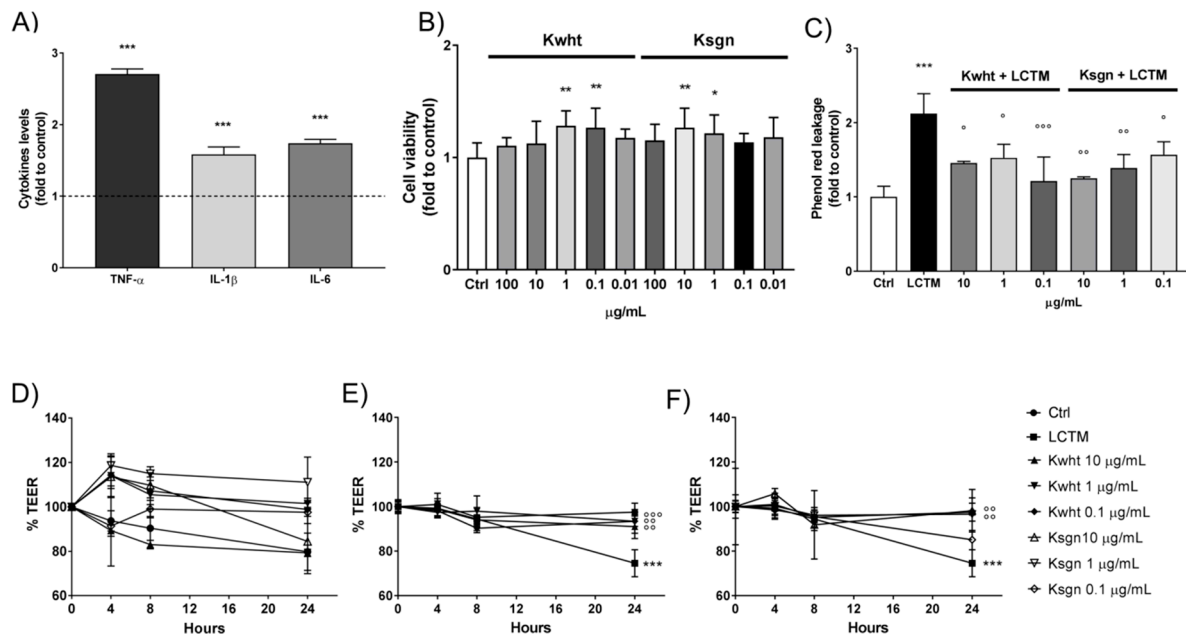 A)
Cytokines levels
(fold to control)
3
2
1
0
***
***
***
TNF-α
IL-1β
IL-6
B)
Cell viability
(fold to control)
2
1
0
Kwht
Ksgn
**
**
**
*
Ctrl 100 10 1 0.1 0.01 100 10 1 0.1 0.01
µg/mL
C)
Phenol red leakage
(fold to control)
3
2
1
0
***
Kwht + LCTM
Ksgn + LCTM
°
°
°°°
°°
°°
°
Ctrl LCTM 10 1 0.1 10 1 0.1
µg/mL
D)
% TEER
140
120
100
80
60
0 4 8 12 16 20 24
Hours
E)
% TEER
140
120
100
80
60
°°°
°°
°°
***
0 4 8 12 16 20 24
Hours
F)
% TEER
140
120
100
80
60
°°
°°
***
0 4 8 12 16 20 24
Hours
Ctrl
LCTM
Kwht 10 µg/mL
Kwht 1 µg/mL
Kwht 0.1 µg/mL
Ksgn10 µg/mL
Ksgn 1 µg/mL
Ksgn 0.1 µg/mL